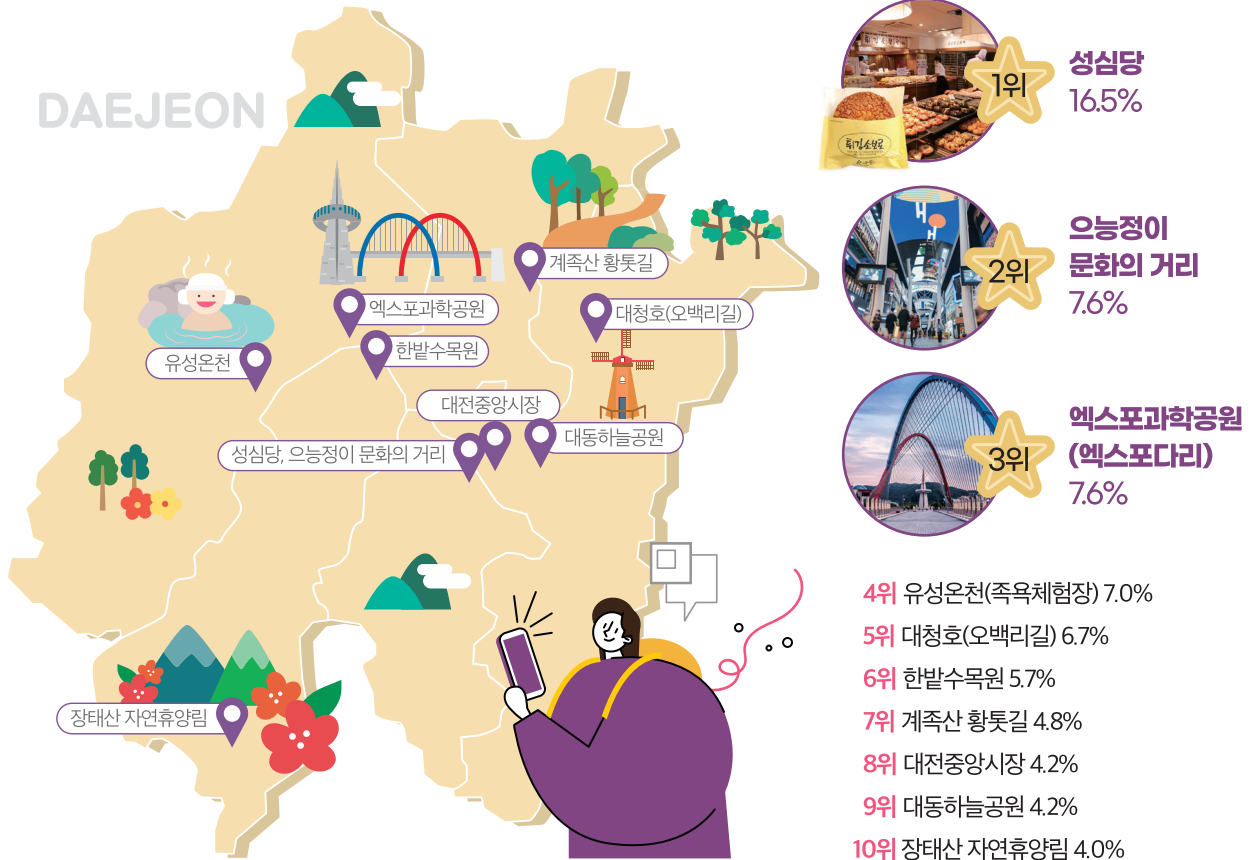 DAEJEON
계족산 황톳길
엑스포과학공원
대청호(오백리길)
한밭수목원
유성온천
대전중앙시장
대동하늘공원
성심당, 으능정이 문화의 거리
장태산 자연휴양림
튀김소보로
1위
성심당
16.5%
2위
으능정이
문화의 거리
7.6%
3위
엑스포과학공원
(엑스포다리)
7.6%
4위 유성온천(족욕체험장) 7.0%
5위 대청호(오백리길) 6.7%
6위 한밭수목원 5.7%
7위 계족산 황톳길 4.8%
8위 대전중앙시장 4.2%
9위 대동하늘공원 4.2%
10위 장태산 자연휴양림 4.0%